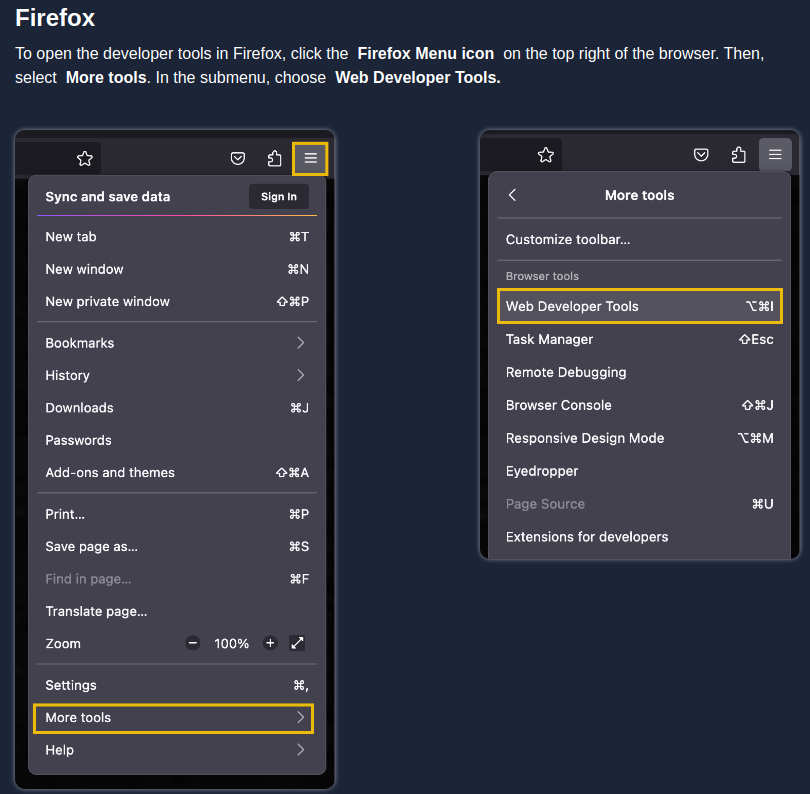 Firefox
To open the developer tools in Firefox, click the Firefox Menu icon on the top right of the browser. Then,
select More tools. In the submenu, choose Web Developer Tools.
Sync and save data Sign In
New tab ⌘T
New window ⌘N
New private window ⇧⌘P
Bookmarks
History
Downloads ⌘J
Passwords
Add-ons and themes ⇧⌘A
Print... ⌘P
Save page as... ⌘S
Find in page... ⌘F
Translate page...
Zoom − 100% +
Settings ⌘,
More tools
Help
More tools
Customize toolbar...
Browser tools
Web Developer Tools ⌥⌘I
Task Manager ⇧Esc
Remote Debugging
Browser Console ⇧⌘J
Responsive Design Mode ⌥⌘M
Eyedropper
Page Source ⌘U
Extensions for developers